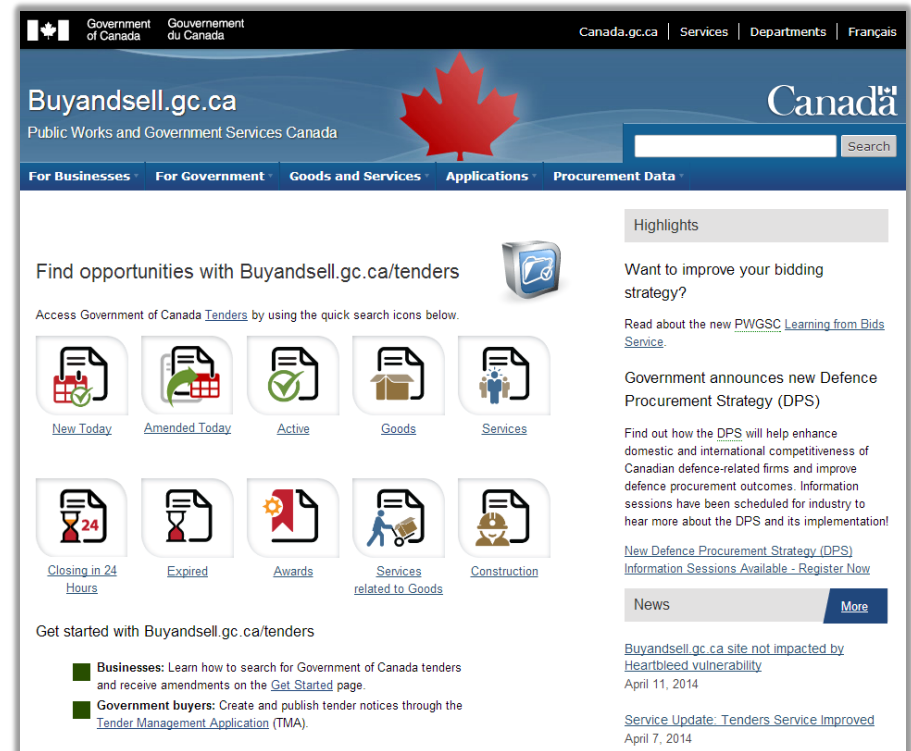 Government of Canada
Gouvernement du Canada
Canada.gc.ca
Services
Departments
Français
Buyandsell.gc.ca
Public Works and Government Services Canada
Canada
Search
For Businesses
For Government
Goods and Services
Applications
Procurement Data
Find opportunities with Buyandsell.gc.ca/tenders
Access Government of Canada Tenders by using the quick search icons below.
New Today
Amended Today
Active
Goods
Services
24
Closing in 24
Hours
Expired
Awards
Services
related to Goods
Construction
Get started with Buyandsell.gc.ca/tenders
Businesses: Learn how to search for Government of Canada tenders
and receive amendments on the Get Started page.
Government buyers: Create and publish tender notices through the
Tender Management Application (TMA).
Highlights
Want to improve your bidding
strategy?
Read about the new PWGSC Learning from Bids
Service.
Government announces new Defence
Procurement Strategy (DPS)
Find out how the DPS will help enhance
domestic and international competitiveness of
Canadian defence-related firms and improve
defence procurement outcomes. Information
sessions have been scheduled for industry to
hear more about the DPS and its implementation!
New Defence Procurement Strategy (DPS)
Information Sessions Available - Register Now
News
More
Buyandsell.gc.ca site not impacted by
Heartbleed vulnerability
April 11, 2014
Service Update: Tenders Service Improved
April 7, 2014